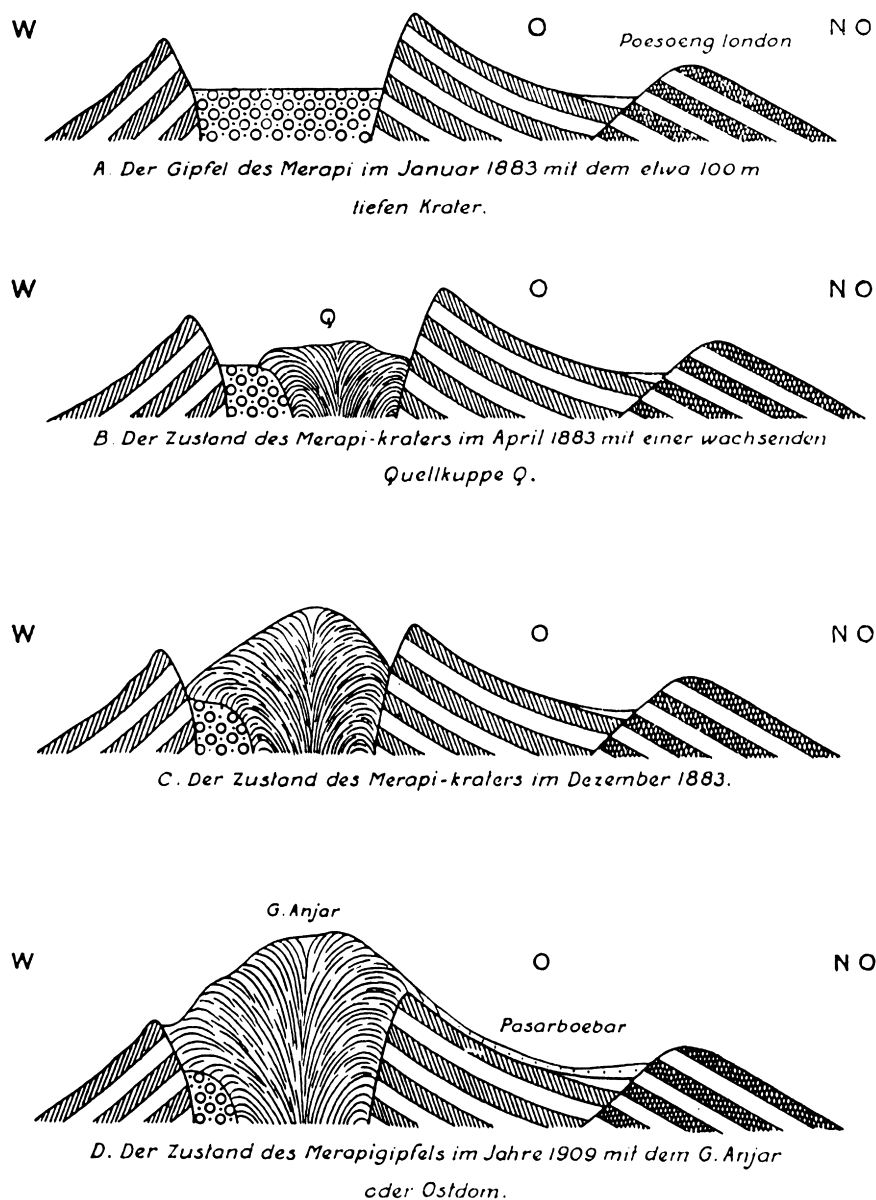 W O NO
Poesoeng london
A. Der Gipfel des Merapi im Januar 1883 mit dem etwa 100 m
tiefen Krater.
W O NO
Q
B. Der Zustand des Merapi-kraters im April 1883 mit einer wachsenden
Quellkuppe Q.
W O NO
C. Der Zustand des Merapi-kraters im Dezember 1883.
G. Anjar
W O NO
Pasarboebar
D. Der Zustand des Merapigipfels im Jahre 1909 mit dem G. Anjar
oder Ostdom.